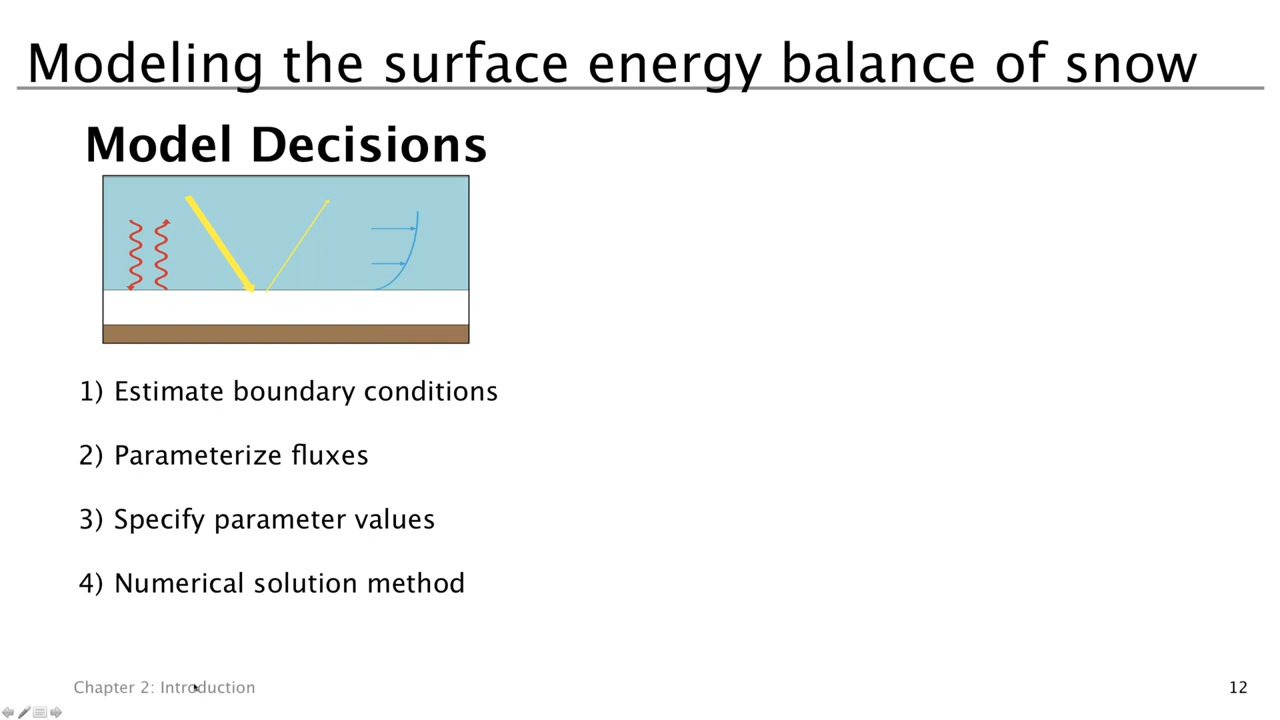 Modeling the surface energy balance of snow
Model Decisions
1) Estimate boundary conditions
2) Parameterize fluxes
3) Specify parameter values
4) Numerical solution method
Chapter 2: Introduction
12